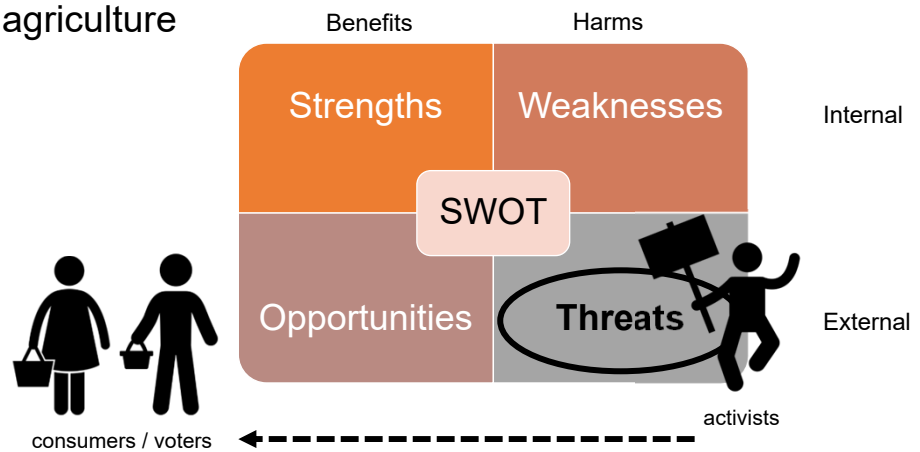 agriculture
Benefits
Harms
Strengths
Weaknesses
Internal
SWOT
Opportunities
Threats
External
activists
consumers / voters